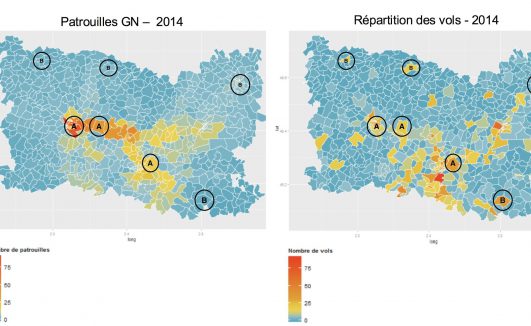 Patrouilles GN – 2014
Répartition des vols - 2014
B
B
B
A
A
A
B
long
B
B
A
A
A
B
lat
long
bre de patrouilles
75
50
25
0
Nombre de vols
75
50
25
0